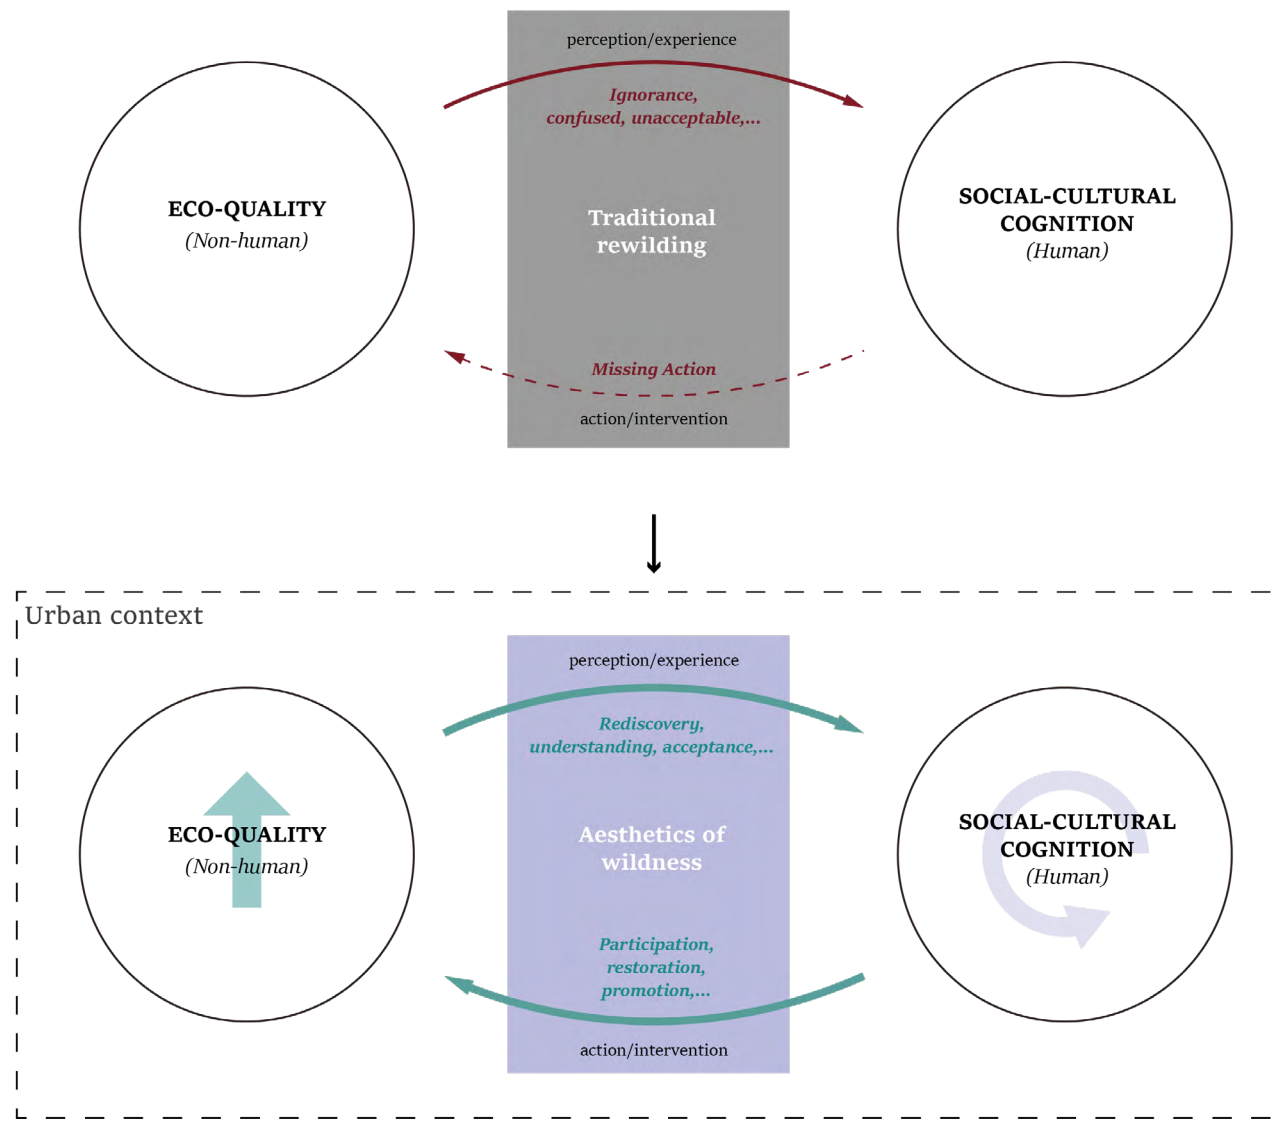 perception/experience
Ignorance,
confused, unacceptable,...
ECO-QUALITY
(Non-human)
Traditional
rewilding
SOCIAL-CULTURAL
COGNITION
(Human)
Missing Action
action/intervention
Urban context
perception/experience
Rediscovery,
understanding, acceptance,...
ECO-QUALITY
(Non-human)
Aesthetics of
wildness
SOCIAL-CULTURAL
COGNITION
(Human)
Participation,
restoration,
promotion,...
action/intervention